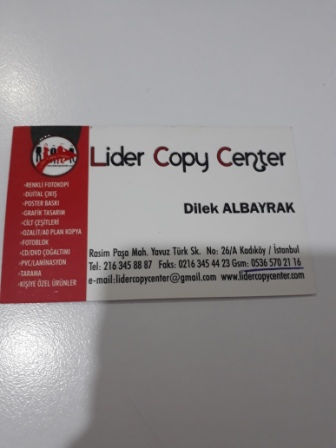 Lider Copy Center
Dilek ALBAYRAK
•RENKLİ FOTOKOPİ
•DİJİTAL ÇIKIŞ
•POSTER BASKI
•GRAFİK TASARIM
•CİLT ÇEŞİTLERİ
•OZALİT/A0 PLAN KOPYA
•FOTOBLOK
•CD/DVD ÇOĞALTIMI
•PVC/LAMİNASYON
•TARAMA
•KİŞİYE ÖZEL ÜRÜNLER
Rasim Paşa Mah. Yavuz Türk Sk. No: 26/A Kadıköy / İstanbul
Tel: 216 345 88 87 Faks: 0216 345 44 23 Gsm: 0536 570 21 16
e-mail:lidercopycenter@gmail.com www.lidercopycenter.com